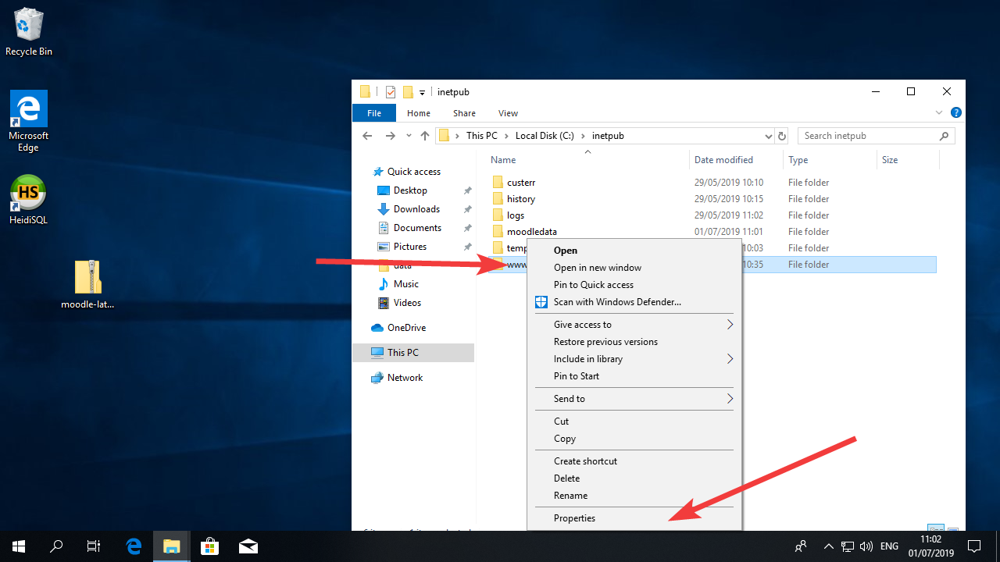 Recycle Bin
Microsoft
Edge
HS
HeidiSQL
moodle-lat...
inetpub
File Home Share View
This PC Local Disk (C:) inetpub
Search inetpub
Name Date modified Type Size
Quick access
Desktop
Downloads
Documents
Pictures
data
Music
Videos
OneDrive
This PC
Network
custerr 29/05/2019 10:10 File folder
history 29/05/2019 10:15 File folder
logs 29/05/2019 11:02 File folder
moodledata 01/07/2019 11:01 File folder
temp 10:03 File folder
www 10:35 File folder
Open
Open in new window
Pin to Quick access
Scan with Windows Defender...
Give access to
Restore previous versions
Include in library
Pin to Start
Send to
Cut
Copy
Create shortcut
Delete
Rename
Properties
ENG
11:02
01/07/2019